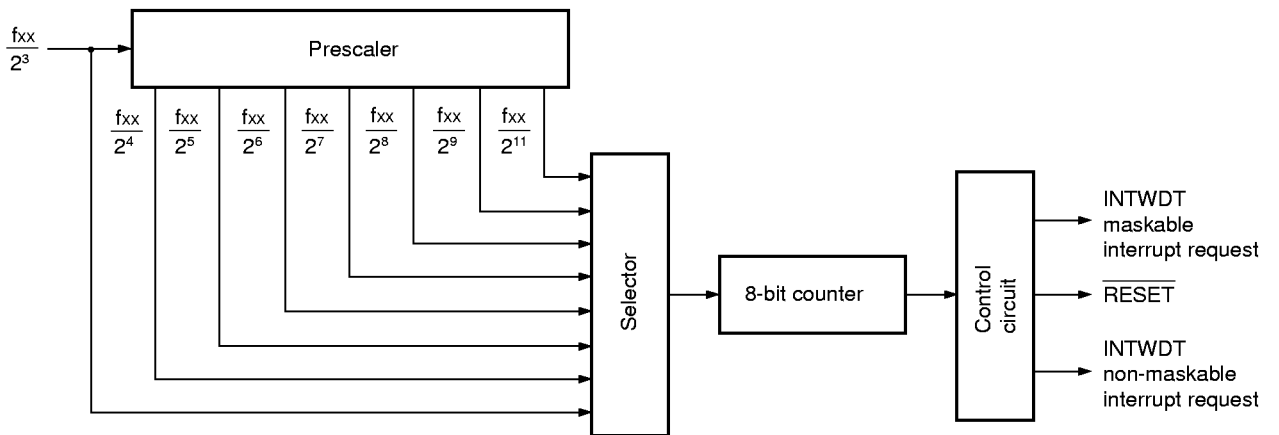 fxx
2³
Prescaler
fxx
2⁴
fxx
2⁵
fxx
2⁶
fxx
2⁷
fxx
2⁸
fxx
2⁹
fxx
2¹¹
Selector
8-bit counter
Control
circuit
INTWDT
maskable
interrupt request
RESET
INTWDT
non-maskable
interrupt request